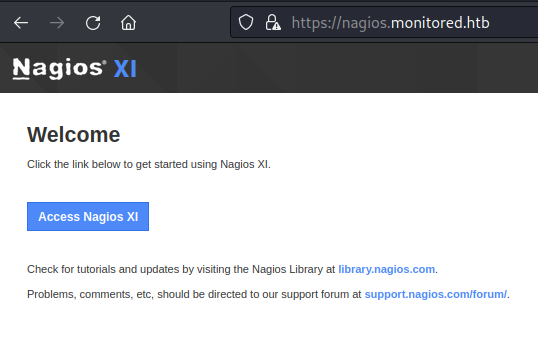 https://nagios.monitored.htb
Nagios® XI
Welcome
Click the link below to get started using Nagios XI.
Access Nagios XI
Check for tutorials and updates by visiting the Nagios Library at library.nagios.com.
Problems, comments, etc, should be directed to our support forum at support.nagios.com/forum/.